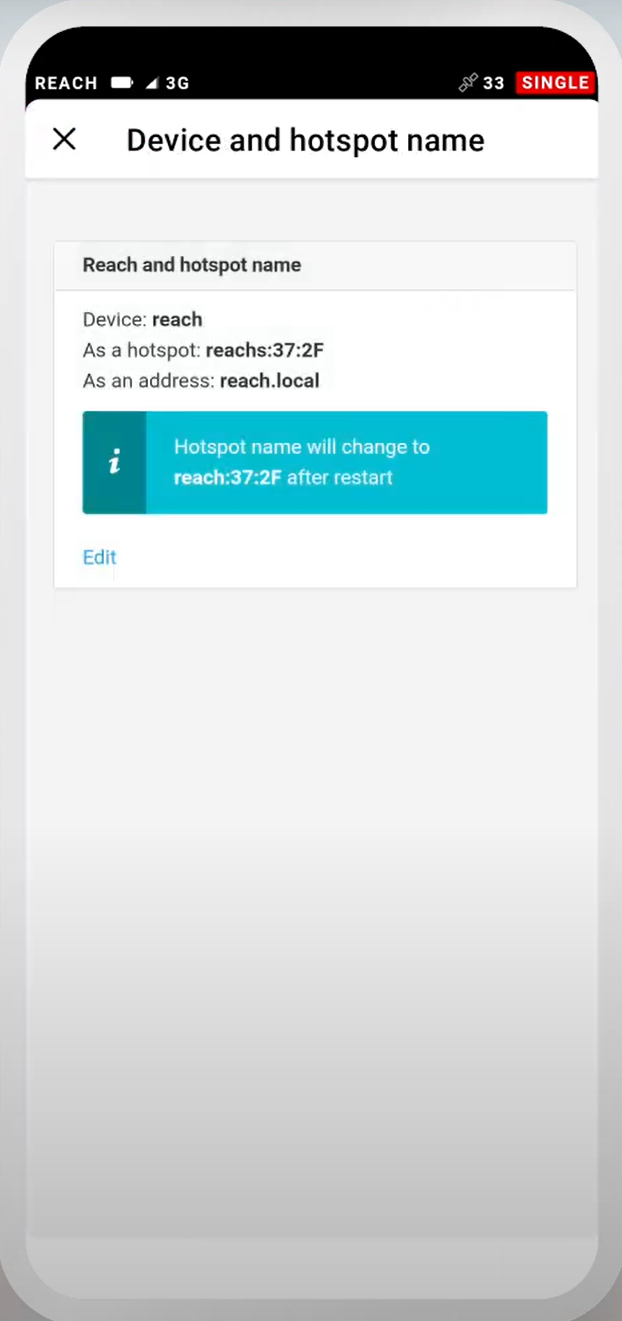 REACH 3G 33 SINGLE
Device and hotspot name
Reach and hotspot name
Device: reach
As a hotspot: reachs:37:2F
As an address: reach.local
i
Hotspot name will change to
reach:37:2F after restart
Edit